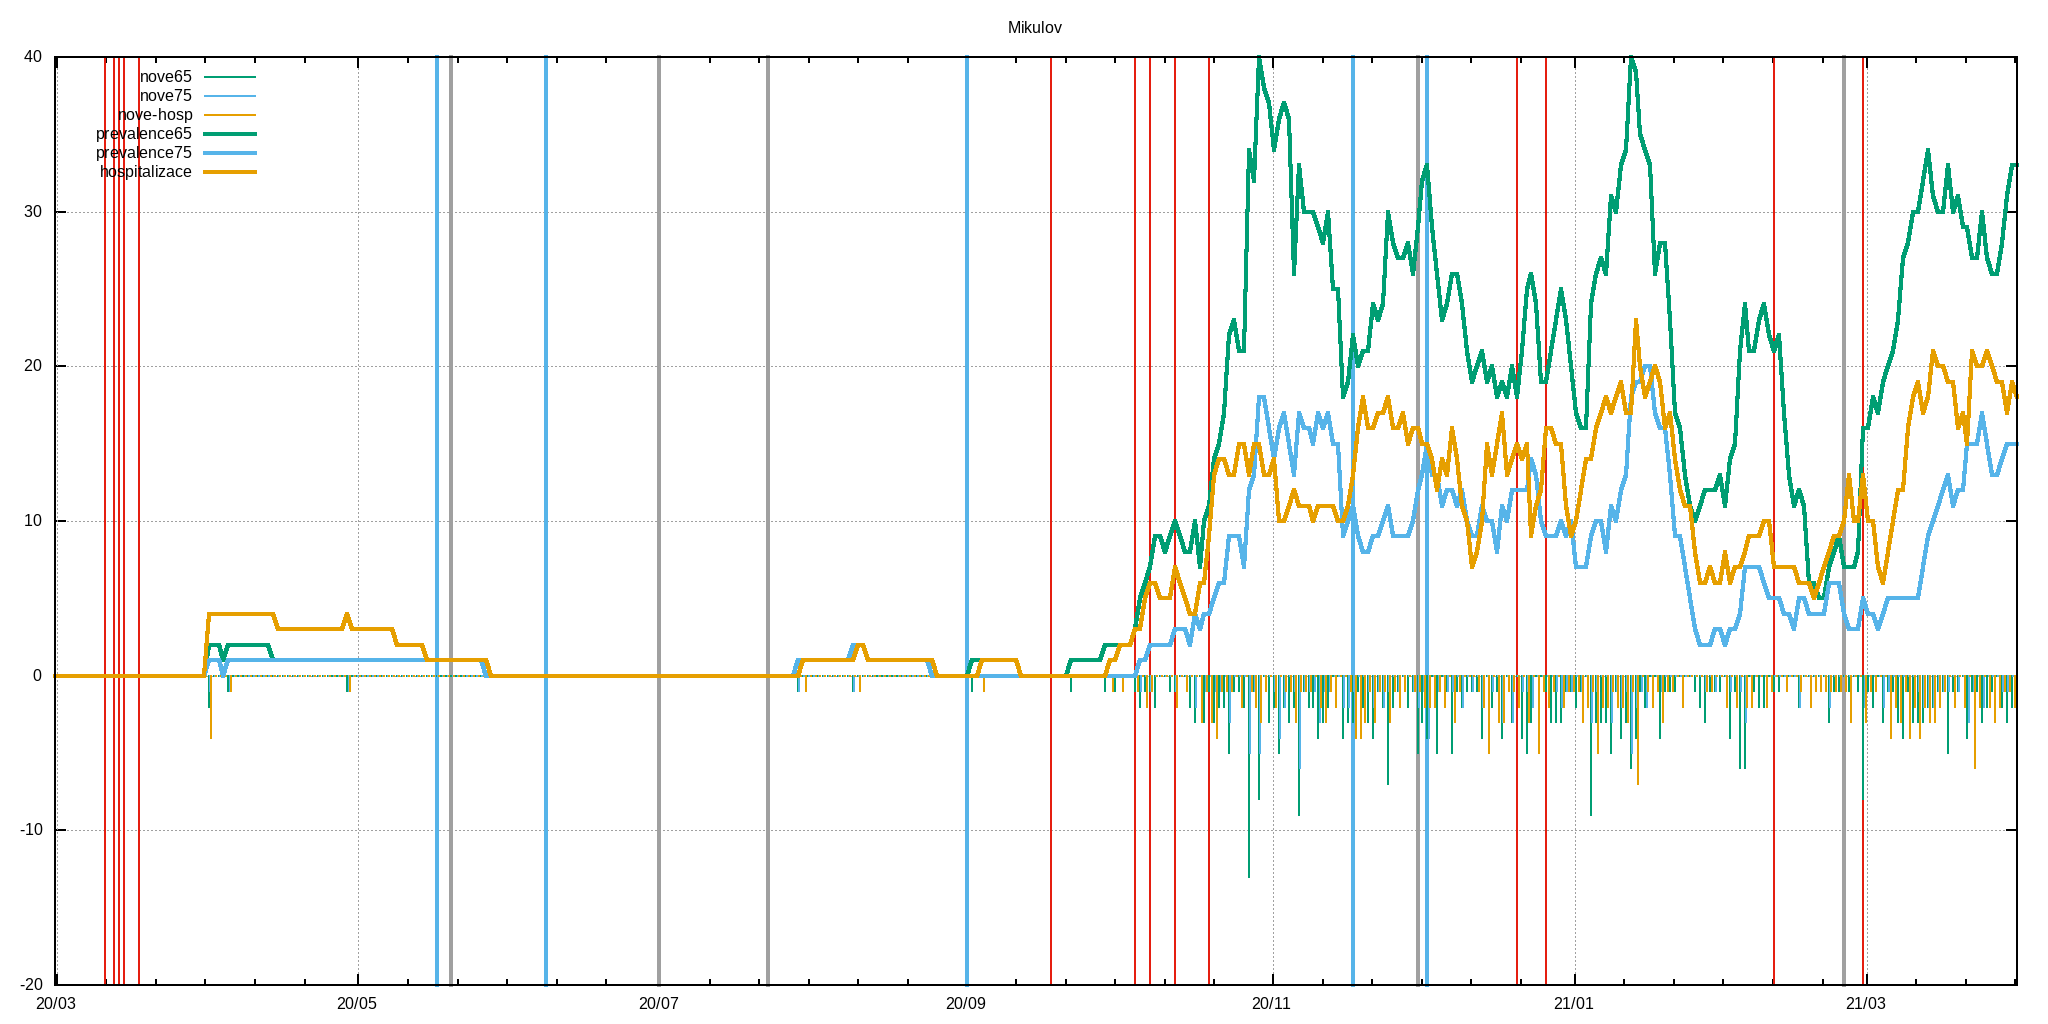 Mikulov
40
nove65
nove75
nove-hosp
prevalence65
prevalence75
hospitalizace
30
20
10
0
-10
-20
20/03 20/05 20/07 20/09 20/11 21/01 21/03